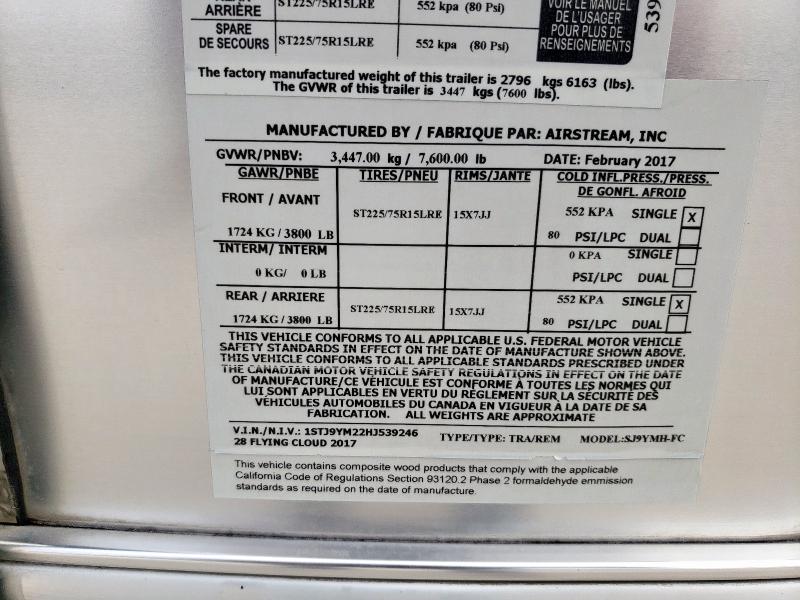 ARRIÈRE ST225/75R15LRE 552 kpa (80 Psi)
SPARE
DE SECOURS ST225/75R15LRE 552 kpa (80 Psi)
VOIR LE MANUEL
DE L'USAGER
POUR PLUS DE
RENSEIGNEMENTS
539
The factory manufactured weight of this trailer is 2796 kgs 6163 (lbs).
The GVWR of this trailer is 3447 kgs (7600 lbs).
MANUFACTURED BY / FABRIQUE PAR: AIRSTREAM, INC
GVWR/PNBV: 3,447.00 kg / 7,600.00 lb DATE: February 2017
GAWR/PNBE TIRES/PNEU RIMS/JANTE COLD INFL.PRESS./PRESS.
DE GONFL. AFROID
FRONT / AVANT
ST225/75R15LRE 15X7JJ 552 KPA SINGLE X
1724 KG / 3800 LB 80 PSI/LPC DUAL
INTERM/ INTERM 0 KPA SINGLE
0 KG/ 0 LB PSI/LPC DUAL
REAR / ARRIERE 552 KPA SINGLE X
ST225/75R15LRE 15X7JJ
1724 KG / 3800 LB 80 PSI/LPC DUAL
THIS VEHICLE CONFORMS TO ALL APPLICABLE U.S. FEDERAL MOTOR VEHICLE
SAFETY STANDARDS IN EFFECT ON THE DATE OF MANUFACTURE SHOWN ABOVE.
THIS VEHICLE CONFORMS TO ALL APPLICABLE STANDARDS PRESCRIBED UNDER
THE CANADIAN MOTOR VEHICLE SAFETY REGULATIONS IN EFFECT ON THE DATE
OF MANUFACTURE/CE VÉHICULE EST CONFORME À TOUTES LES NORMES QUI
LUI SONT APPLICABLES EN VERTU DU RÈGLEMENT SUR LA SÉCURITÉ DES
VÉHICULES AUTOMOBILES DU CANADA EN VIGUEUR À LA DATE DE SA
FABRICATION. ALL WEIGHTS ARE APPROXIMATE
V.I.N./N.I.V.: 1STJ9YM22HJ539246 TYPE/TYPE: TRA/REM MODEL:SJ9YMH-FC
28 FLYING CLOUD 2017
This vehicle contains composite wood products that comply with the applicable
California Code of Regulations Section 93120.2 Phase 2 formaldehyde emmission
standards as required on the date of manufacture.